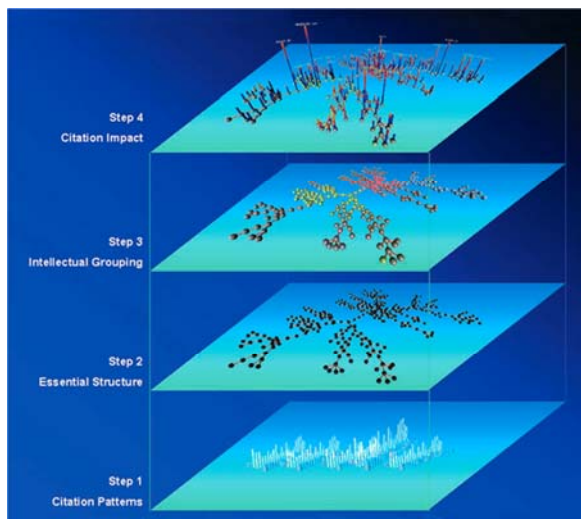 Step 4
Citation Impact
Step 3
Intellectual Grouping
Step 2
Essential Structure
Step 1
Citation Patterns